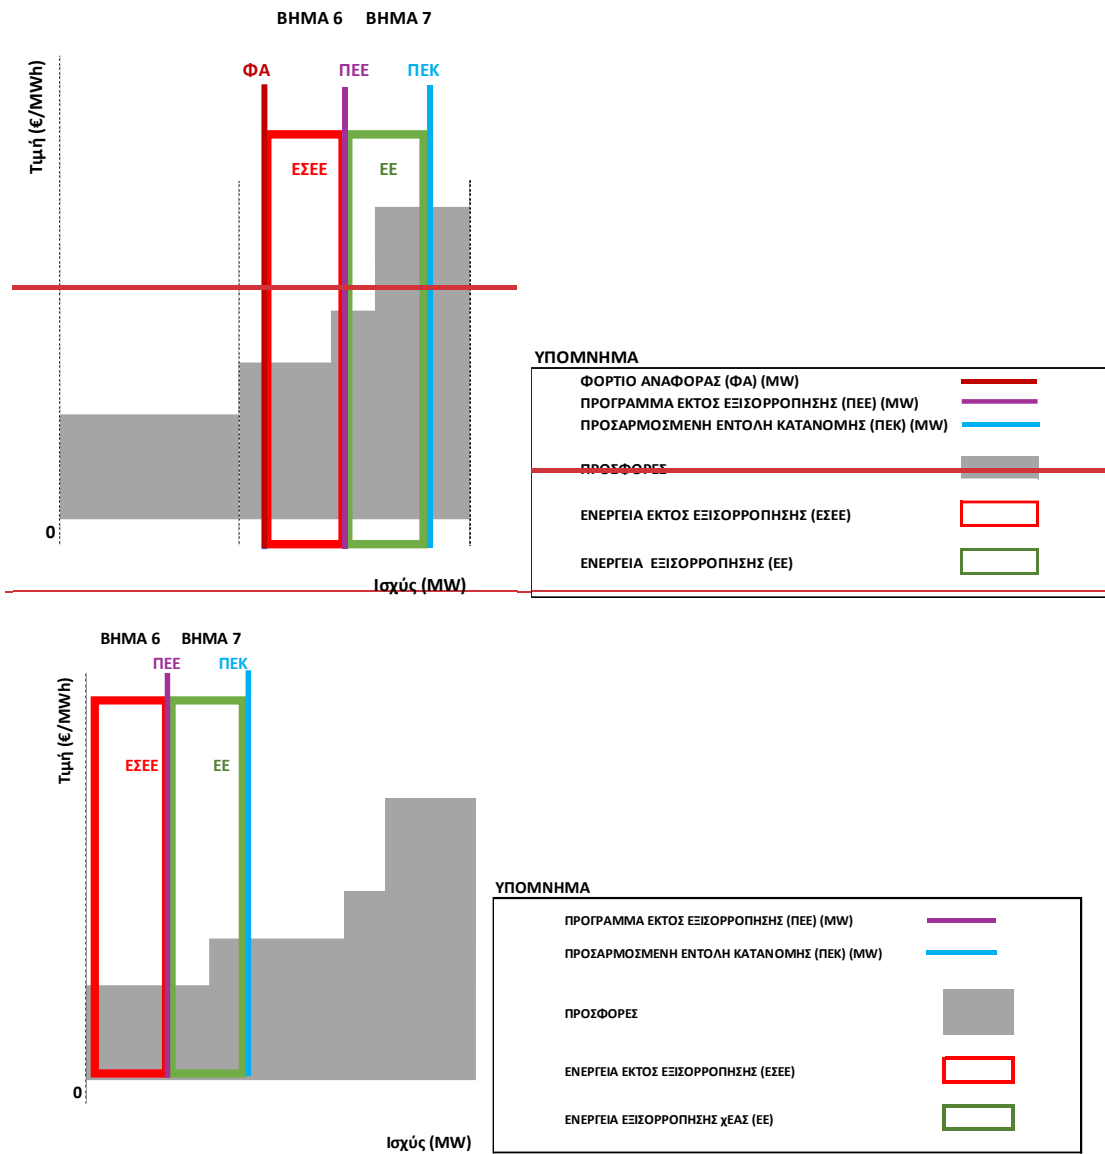 ΒΗΜΑ 6 ΒΗΜΑ 7
ΦΑ ΠΕΕ ΠΕΚ
Τιμή (€/MWh)
ΕΣΕΕ ΕΕ
0
Ισχύς (MW)
ΥΠΟΜΝΗΜΑ
ΦΟΡΤΙΟ ΑΝΑΦΟΡΑΣ (ΦΑ) (MW)
ΠΡΟΓΡΑΜΜΑ ΕΚΤΟΣ ΕΞΙΣΟΡΡΟΠΗΣΗΣ (ΠΕΕ) (MW)
ΠΡΟΣΑΡΜΟΣΜΕΝΗ ΕΝΤΟΛΗ ΚΑΤΑΝΟΜΗΣ (ΠΕΚ) (MW)
ΠΡΟΣΦΟΡΕΣ
ΕΝΕΡΓΕΙΑ ΕΚΤΟΣ ΕΞΙΣΟΡΡΟΠΗΣΗΣ (ΕΣΕΕ)
ΕΝΕΡΓΕΙΑ ΕΞΙΣΟΡΡΟΠΗΣΗΣ (ΕΕ)
ΒΗΜΑ 6 ΒΗΜΑ 7
ΠΕΕ ΠΕΚ
Τιμή (€/MWh)
ΕΣΕΕ ΕΕ
0
Ισχύς (MW)
ΥΠΟΜΝΗΜΑ
ΠΡΟΓΡΑΜΜΑ ΕΚΤΟΣ ΕΞΙΣΟΡΡΟΠΗΣΗΣ (ΠΕΕ) (MW)
ΠΡΟΣΑΡΜΟΣΜΕΝΗ ΕΝΤΟΛΗ ΚΑΤΑΝΟΜΗΣ (ΠΕΚ) (MW)
ΠΡΟΣΦΟΡΕΣ
ΕΝΕΡΓΕΙΑ ΕΚΤΟΣ ΕΞΙΣΟΡΡΟΠΗΣΗΣ (ΕΣΕΕ)
ΕΝΕΡΓΕΙΑ ΕΞΙΣΟΡΡΟΠΗΣΗΣ χΕΑΣ (ΕΕ)